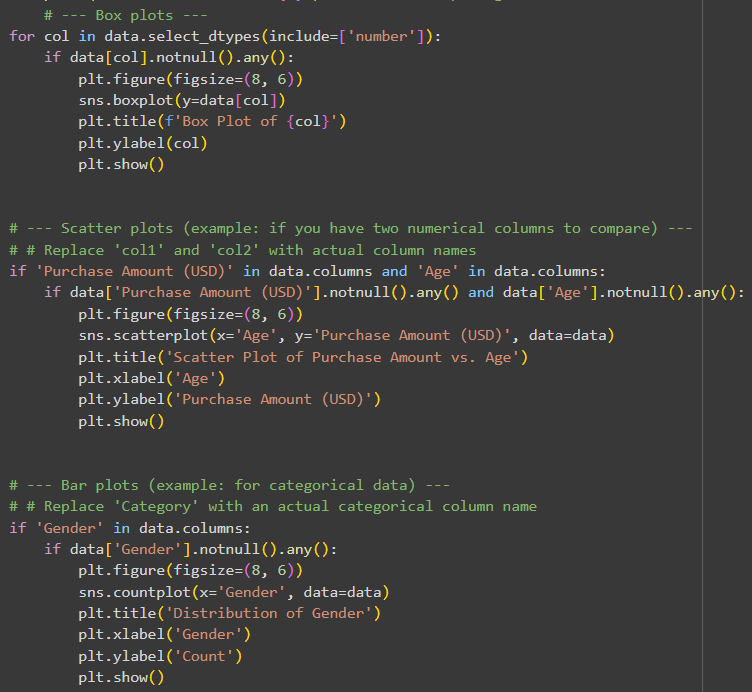 # --- Box plots ---
for col in data.select_dtypes(include=['number']):
    if data[col].notnull().any():
        plt.figure(figsize=(8, 6))
        sns.boxplot(y=data[col])
        plt.title(f'Box Plot of {col}')
        plt.ylabel(col)
        plt.show()
# --- Scatter plots (example: if you have two numerical columns to compare) ---
# # Replace 'col1' and 'col2' with actual column names
if 'Purchase Amount (USD)' in data.columns and 'Age' in data.columns:
    if data['Purchase Amount (USD)'].notnull().any() and data['Age'].notnull().any():
        plt.figure(figsize=(8, 6))
        sns.scatterplot(x='Age', y='Purchase Amount (USD)', data=data)
        plt.title('Scatter Plot of Purchase Amount vs. Age')
        plt.xlabel('Age')
        plt.ylabel('Purchase Amount (USD)')
        plt.show()
# --- Bar plots (example: for categorical data) ---
# # Replace 'Category' with an actual categorical column name
if 'Gender' in data.columns:
    if data['Gender'].notnull().any():
        plt.figure(figsize=(8, 6))
        sns.countplot(x='Gender', data=data)
        plt.title('Distribution of Gender')
        plt.xlabel('Gender')
        plt.ylabel('Count')
        plt.show()